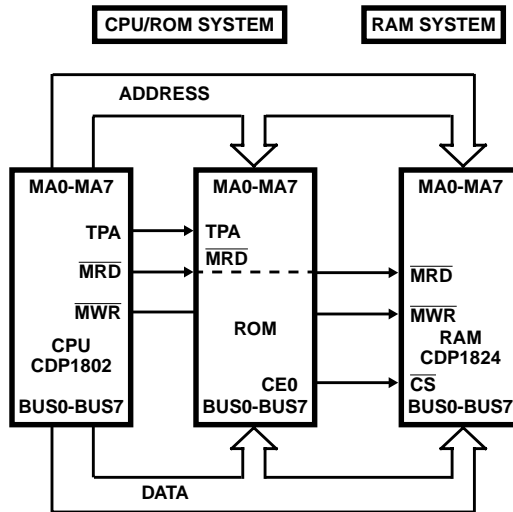 CPU/ROM SYSTEM
RAM SYSTEM
ADDRESS
MA0-MA7
TPA
MRD
MWR
CPU
CDP1802
BUS0-BUS7
MA0-MA7
TPA
MRD
ROM
CE0
BUS0-BUS7
MA0-MA7
MRD
MWR
RAM
CDP1824
CS
BUS0-BUS7
DATA